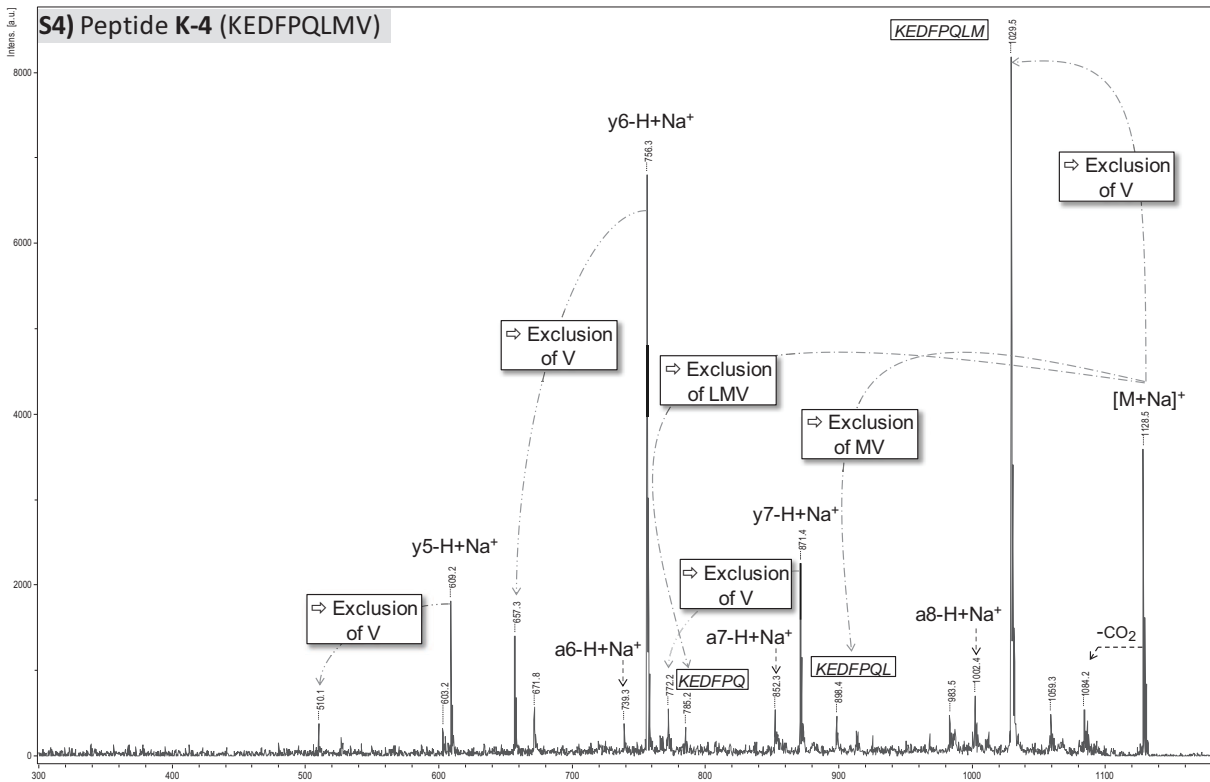 S4) Peptide K-4 (KEDFPQLMV)
Intens. [a.u.]
KEDFPQLM
1029.5
8000
y6-H+Na⁺
756.3
⇨ Exclusion
of V
6000
⇨ Exclusion
of V
⇨ Exclusion
of LMV
⇨ Exclusion
of MV
[M+Na]⁺
1128.5
4000
y7-H+Na⁺
871.4
y5-H+Na⁺
609.2
2000
⇨ Exclusion
of V
657.3
⇨ Exclusion
of V
a6-H+Na⁺
a7-H+Na⁺
a8-H+Na⁺
-CO₂
510.1
603.2
671.8
739.3
772.2
KEDFPQ
785.2
852.3
KEDFPQL
898.4
983.5
1002.4
1059.3
1084.2
0
300
400
500
600
700
800
900
1000
1100